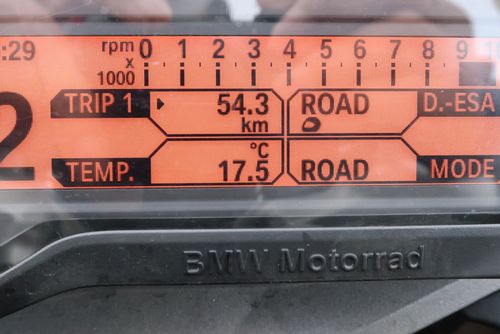 :29 rpm 0 1 2 3 4 5 6 7 8 9 1
x
1000
TRIP 1 54.3 ROAD D.-ESA
2 km
°C
TEMP. 17.5 ROAD MODE
BMW Motorrad